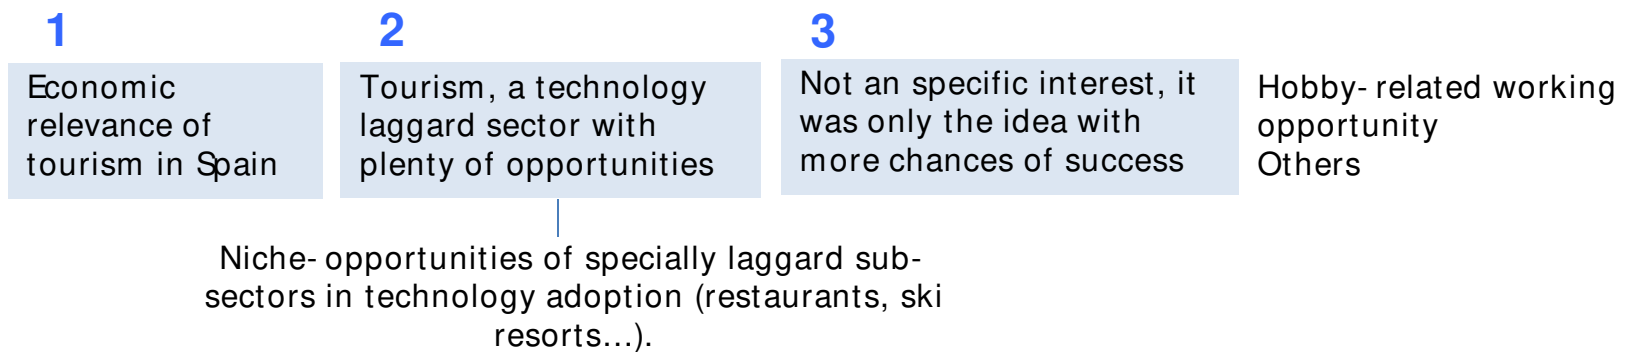 1
Economic
relevance of
tourism in Spain
2
Tourism, a technology
laggard sector with
plenty of opportunities
3
Not an specific interest, it
was only the idea with
more chances of success
Hobby- related working
opportunity
Others
Niche- opportunities of specially laggard sub-
sectors in technology adoption (restaurants, ski
resorts...).